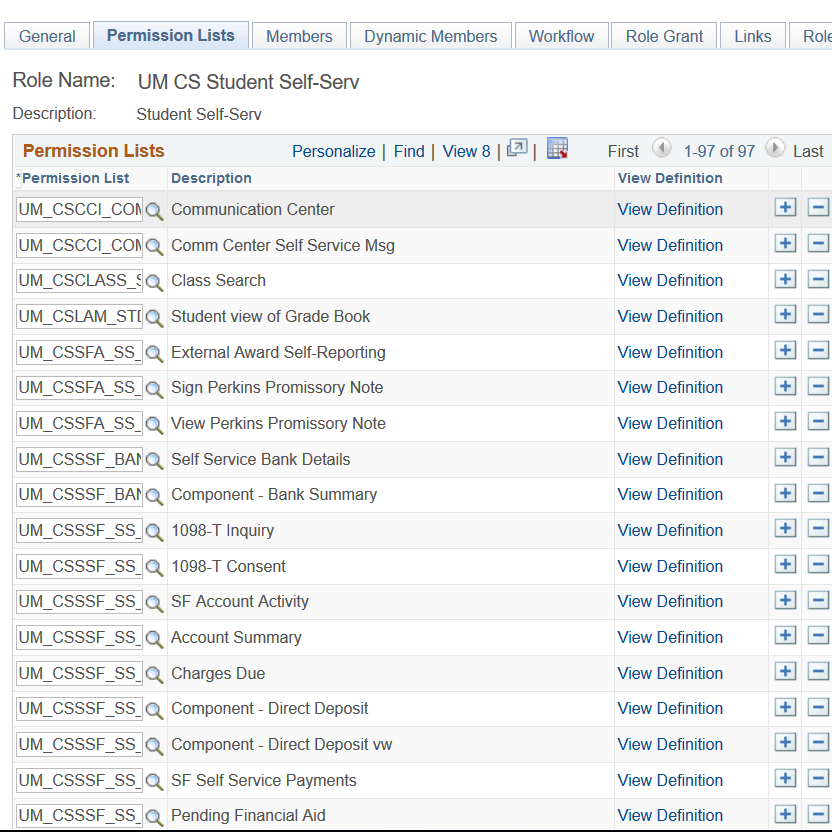 General Permission Lists Members Dynamic Members Workflow Role Grant Links Role
Role Name: UM CS Student Self-Serv
Description: Student Self-Serv
Permission Lists Personalize | Find | View 8 | | First 1-97 of 97 Last
*Permission List Description View Definition
UM_CSCCI_COM Communication Center View Definition
UM_CSCCI_COM Comm Center Self Service Msg View Definition
UM_CSCLASS_S Class Search View Definition
UM_CSLAM_STD Student view of Grade Book View Definition
UM_CSSFA_SS_ External Award Self-Reporting View Definition
UM_CSSFA_SS_ Sign Perkins Promissory Note View Definition
UM_CSSFA_SS_ View Perkins Promissory Note View Definition
UM_CSSSF_BAN Self Service Bank Details View Definition
UM_CSSSF_BAN Component - Bank Summary View Definition
UM_CSSSF_SS_ 1098-T Inquiry View Definition
UM_CSSSF_SS_ 1098-T Consent View Definition
UM_CSSSF_SS_ SF Account Activity View Definition
UM_CSSSF_SS_ Account Summary View Definition
UM_CSSSF_SS_ Charges Due View Definition
UM_CSSSF_SS_ Component - Direct Deposit View Definition
UM_CSSSF_SS_ Component - Direct Deposit vw View Definition
UM_CSSSF_SS_ SF Self Service Payments View Definition
UM_CSSSF_SS_ Pending Financial Aid View Definition